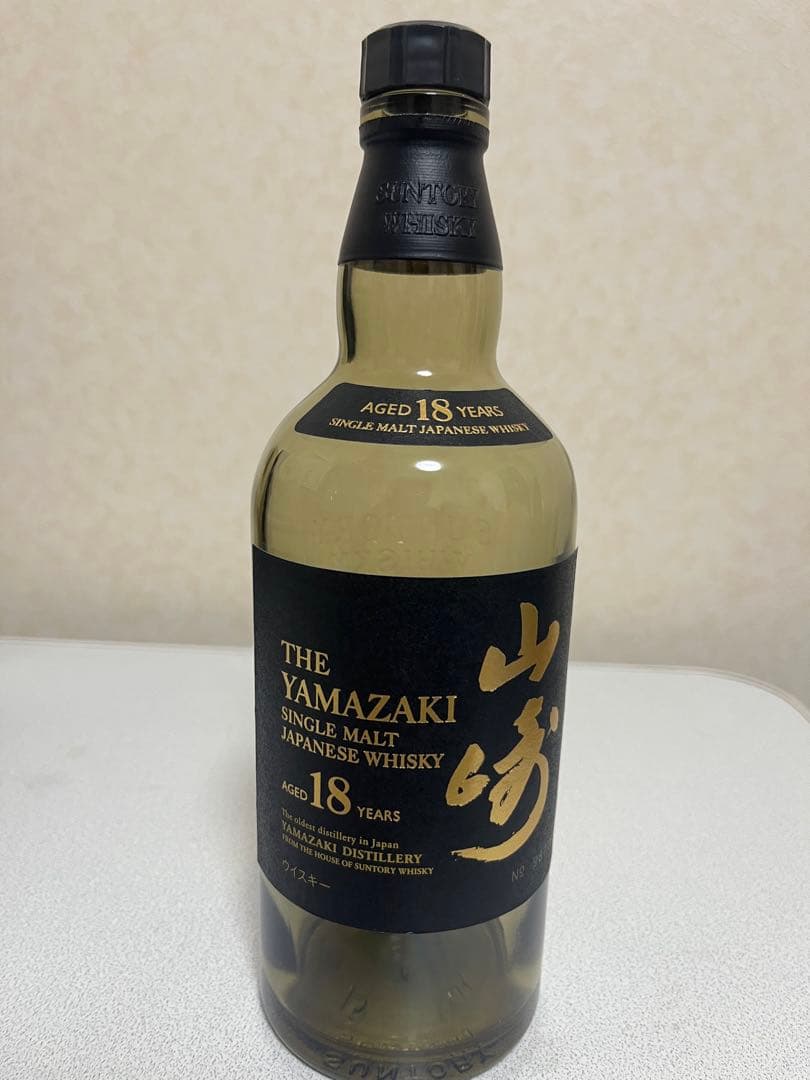 SUNTORY
WHISKY
AGED 18 YEARS
SINGLE MALT JAPANESE WHISKY
THE
YAMAZAKI
SINGLE MALT
JAPANESE WHISKY
AGED 18 YEARS
The oldest distillery in Japan
YAMAZAKI DISTILLERY
FROM THE HOUSE OF SUNTORY WHISKY
ウイスキー
山崎
No
SUNTORY